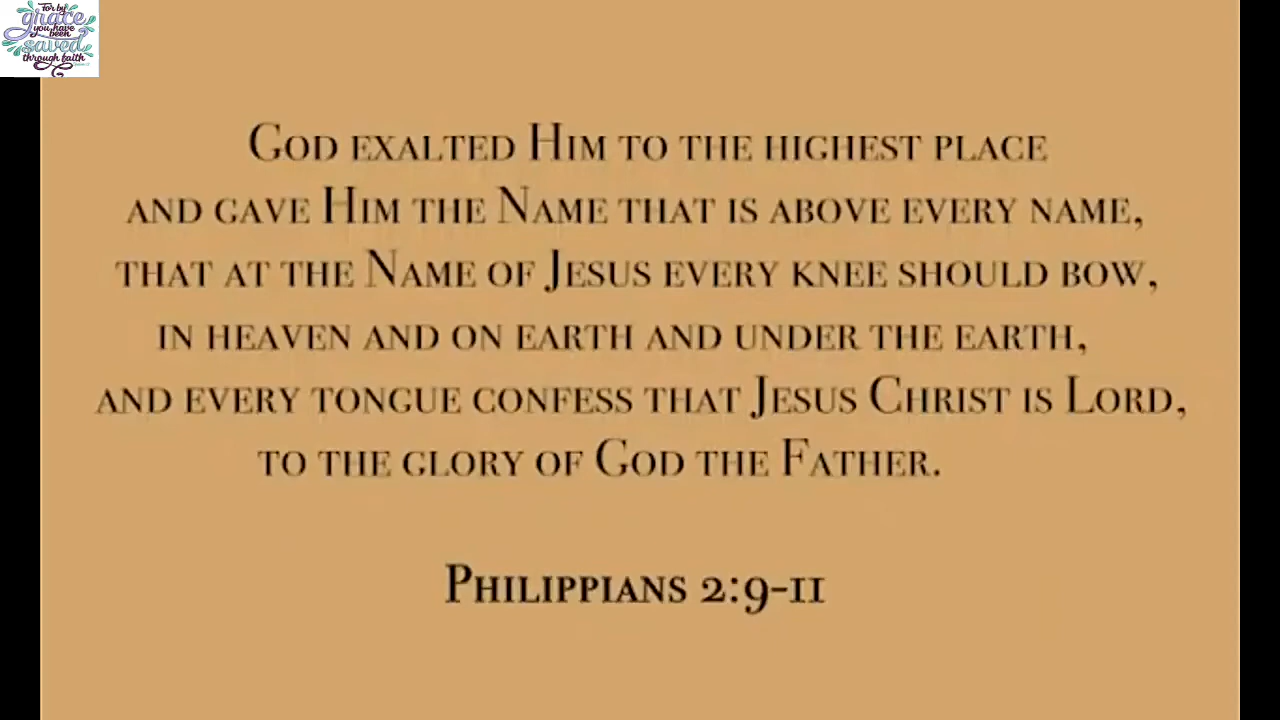 For by
grace
you have
been
saved
through faith
God exalted Him to the highest place
and gave Him the Name that is above every name,
that at the Name of Jesus every knee should bow,
in heaven and on earth and under the earth,
and every tongue confess that Jesus Christ is Lord,
to the glory of God the Father.
Philippians 2:9-11